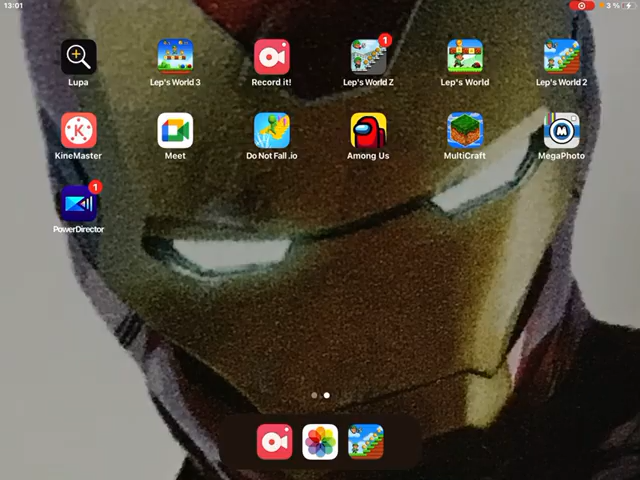 13:01
3 %
Lupa
Lep's World 3
Record it!
1
Lep's World Z
Lep's World
Lep's World 2
K
KineMaster
Meet
Do Not Fall .io
Among Us
MultiCraft
M
MegaPhoto
1
PowerDirector